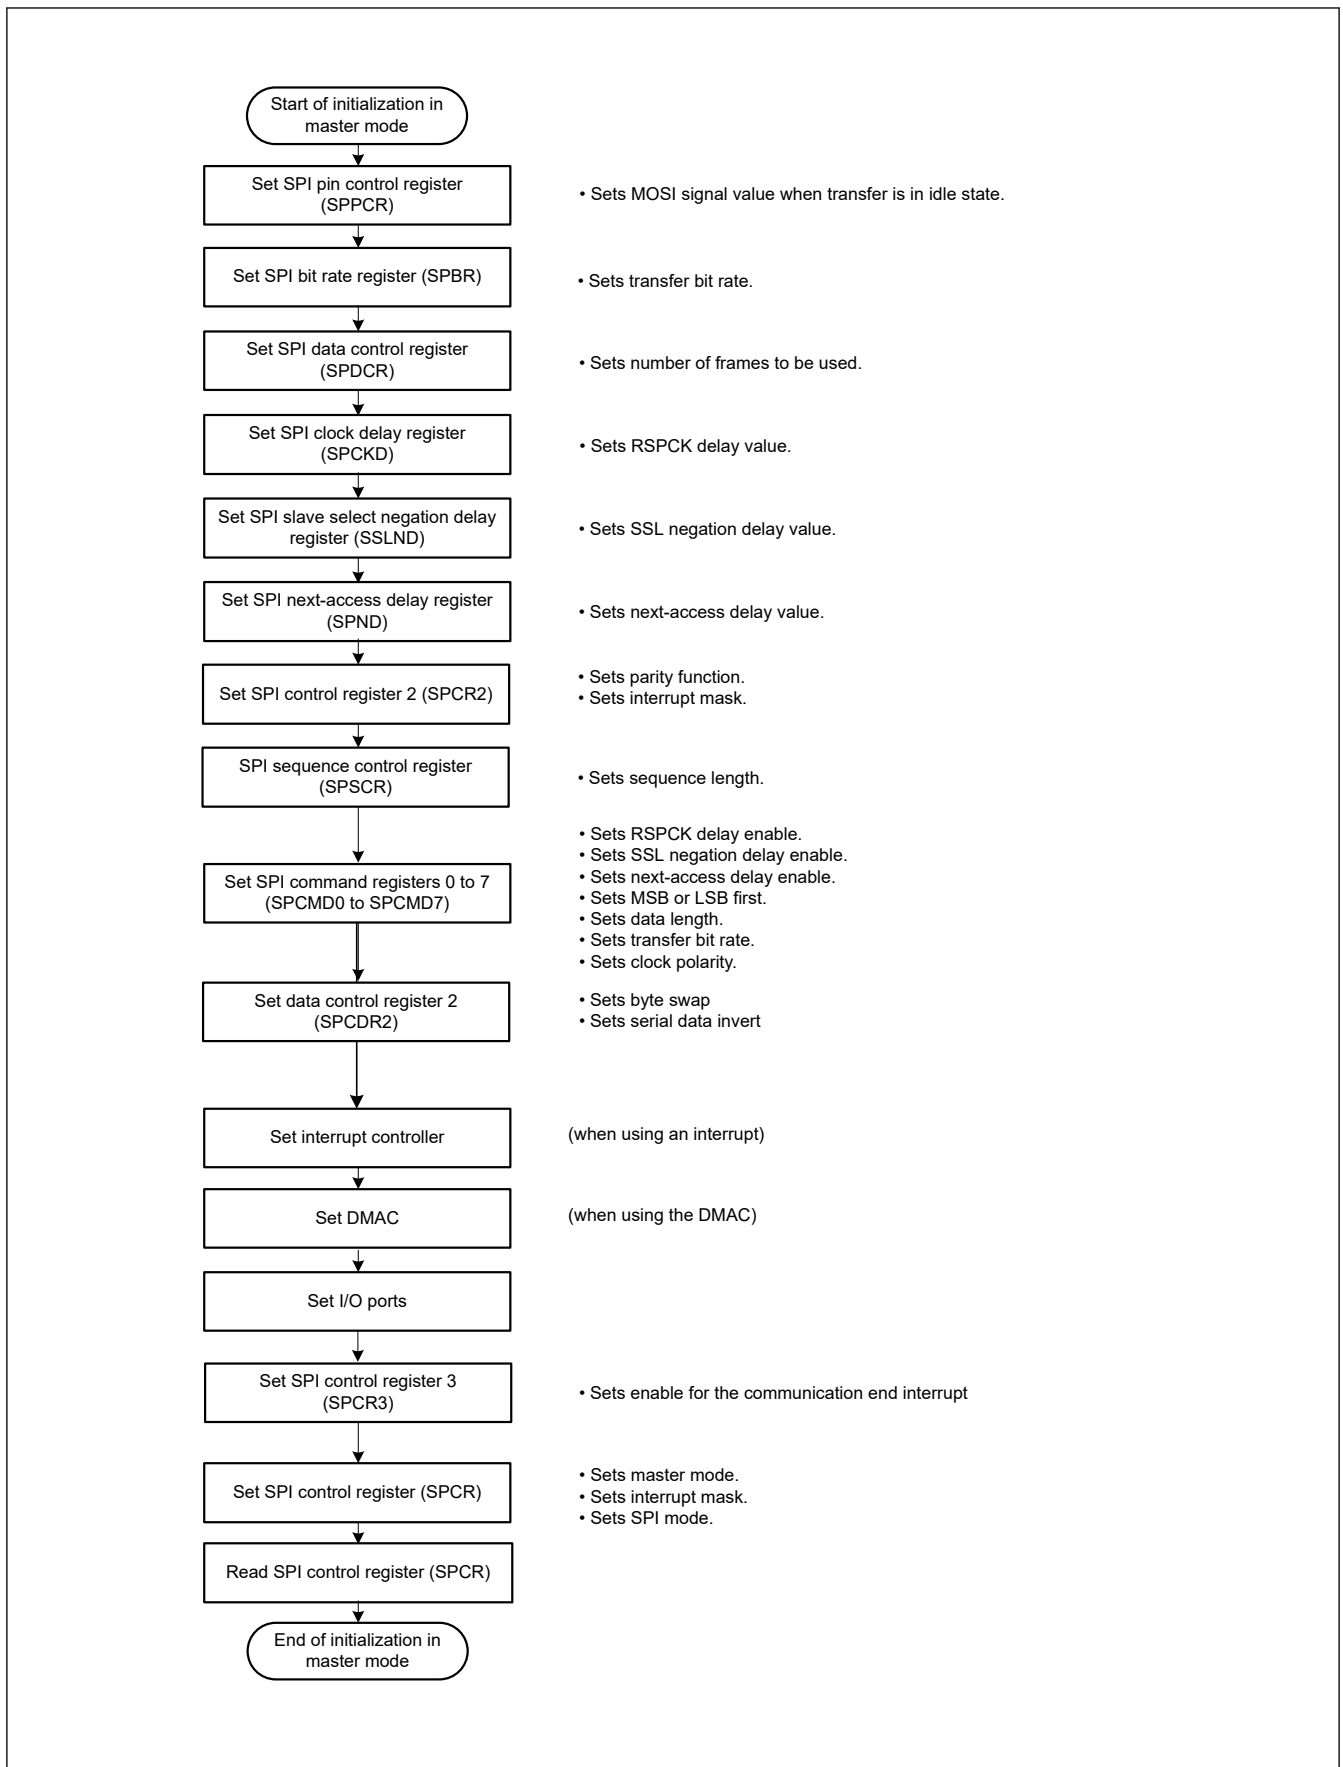 Start of initialization in
master mode
Set SPI pin control register
(SPPCR)
• Sets MOSI signal value when transfer is in idle state.
Set SPI bit rate register (SPBR)
• Sets transfer bit rate.
Set SPI data control register
(SPDCR)
• Sets number of frames to be used.
Set SPI clock delay register
(SPCKD)
• Sets RSPCK delay value.
Set SPI slave select negation delay
register (SSLND)
• Sets SSL negation delay value.
Set SPI next-access delay register
(SPND)
• Sets next-access delay value.
Set SPI control register 2 (SPCR2)
• Sets parity function.
• Sets interrupt mask.
SPI sequence control register
(SPSCR)
• Sets sequence length.
Set SPI command registers 0 to 7
(SPCMD0 to SPCMD7)
• Sets RSPCK delay enable.
• Sets SSL negation delay enable.
• Sets next-access delay enable.
• Sets MSB or LSB first.
• Sets data length.
• Sets transfer bit rate.
• Sets clock polarity.
Set data control register 2
(SPCDR2)
• Sets byte swap
• Sets serial data invert
Set interrupt controller
(when using an interrupt)
Set DMAC
(when using the DMAC)
Set I/O ports
Set SPI control register 3
(SPCR3)
• Sets enable for the communication end interrupt
Set SPI control register (SPCR)
• Sets master mode.
• Sets interrupt mask.
• Sets SPI mode.
Read SPI control register (SPCR)
End of initialization in
master mode